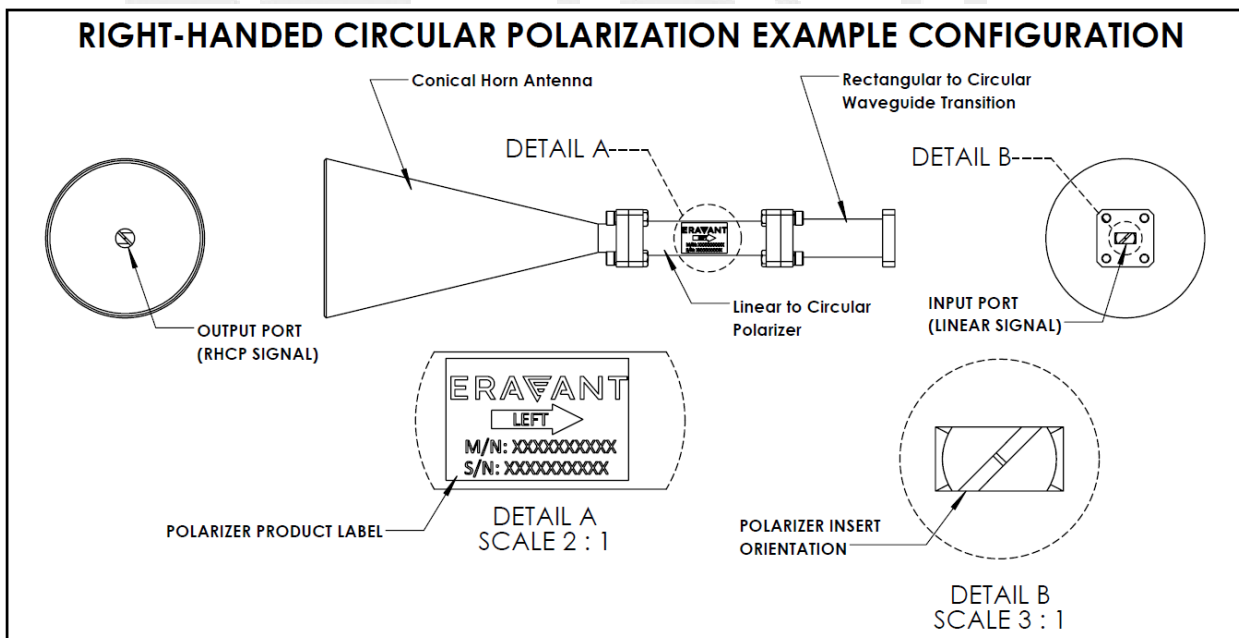 RIGHT-HANDED CIRCULAR POLARIZATION EXAMPLE CONFIGURATION
Conical Horn Antenna
Rectangular to Circular
Waveguide Transition
DETAIL A
DETAIL B
ERAVANT
OUTPUT PORT
(RHCP SIGNAL)
Linear to Circular
Polarizer
INPUT PORT
(LINEAR SIGNAL)
ERAVANT
LEFT
M/N: XXXXXXXXXX
S/N: XXXXXXXXXX
POLARIZER PRODUCT LABEL
DETAIL A
SCALE 2 : 1
POLARIZER INSERT
ORIENTATION
DETAIL B
SCALE 3 : 1